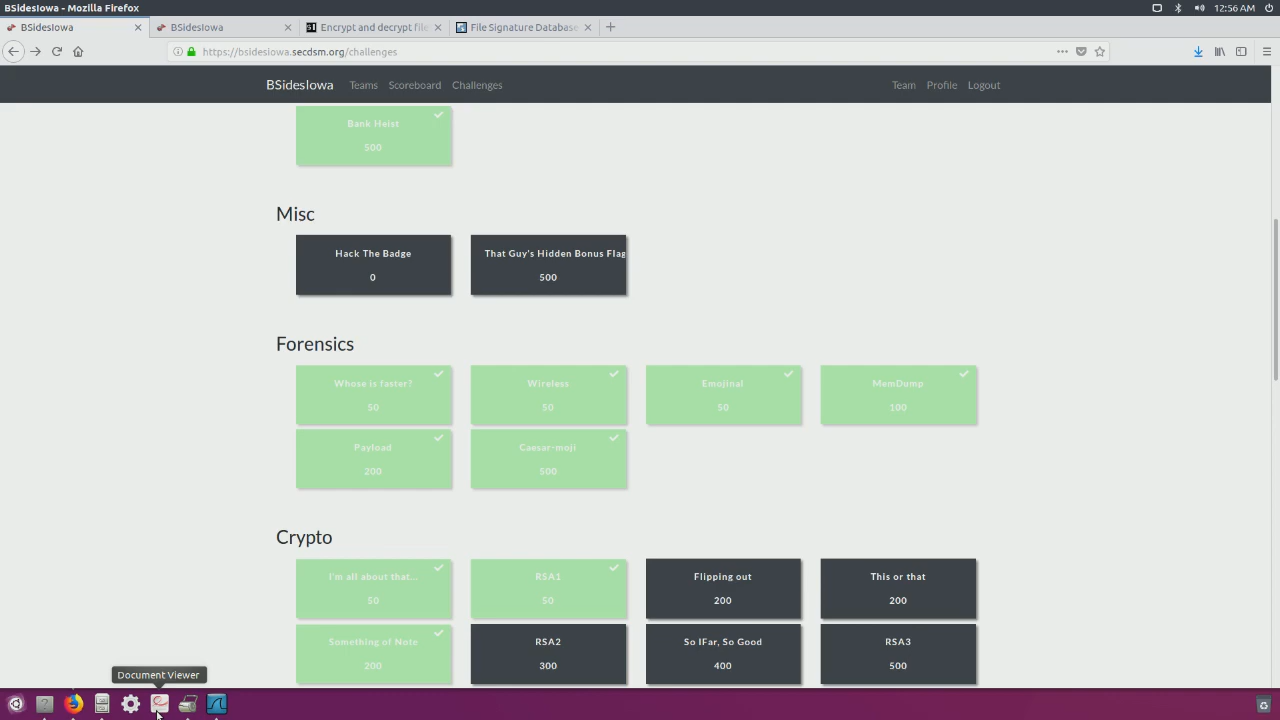 BSidesIowa - Mozilla Firefox
12:56 AM
BSidesIowa
BSidesIowa
Encrypt and decrypt file
File Signature Database
https://bsidesiowa.secdsm.org/challenges
BSidesIowa Teams Scoreboard Challenges Team Profile Logout
Bank Heist
500
Misc
Hack The Badge
0
That Guy's Hidden Bonus Flag
500
Forensics
Whose is faster?
50
Wireless
50
Emojinal
50
MemDump
100
Payload
200
Caesar-moji
500
Crypto
I'm all about that...
50
RSA1
50
Flipping out
200
This or that
200
Something of Note
200
RSA2
300
So IFar, So Good
400
RSA3
500
Document Viewer